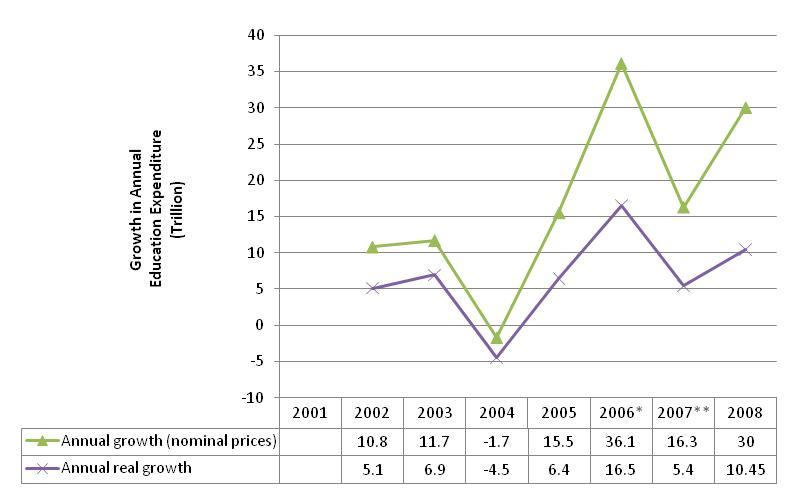 40
35
30
25
20
15
10
5
0
-5
-10
Growth in Annual
Education Expenditure
(Trillion)
2001 2002 2003 2004 2005 2006* 2007** 2008
Annual growth (nominal prices) 10.8 11.7 -1.7 15.5 36.1 16.3 30
Annual real growth 5.1 6.9 -4.5 6.4 16.5 5.4 10.45